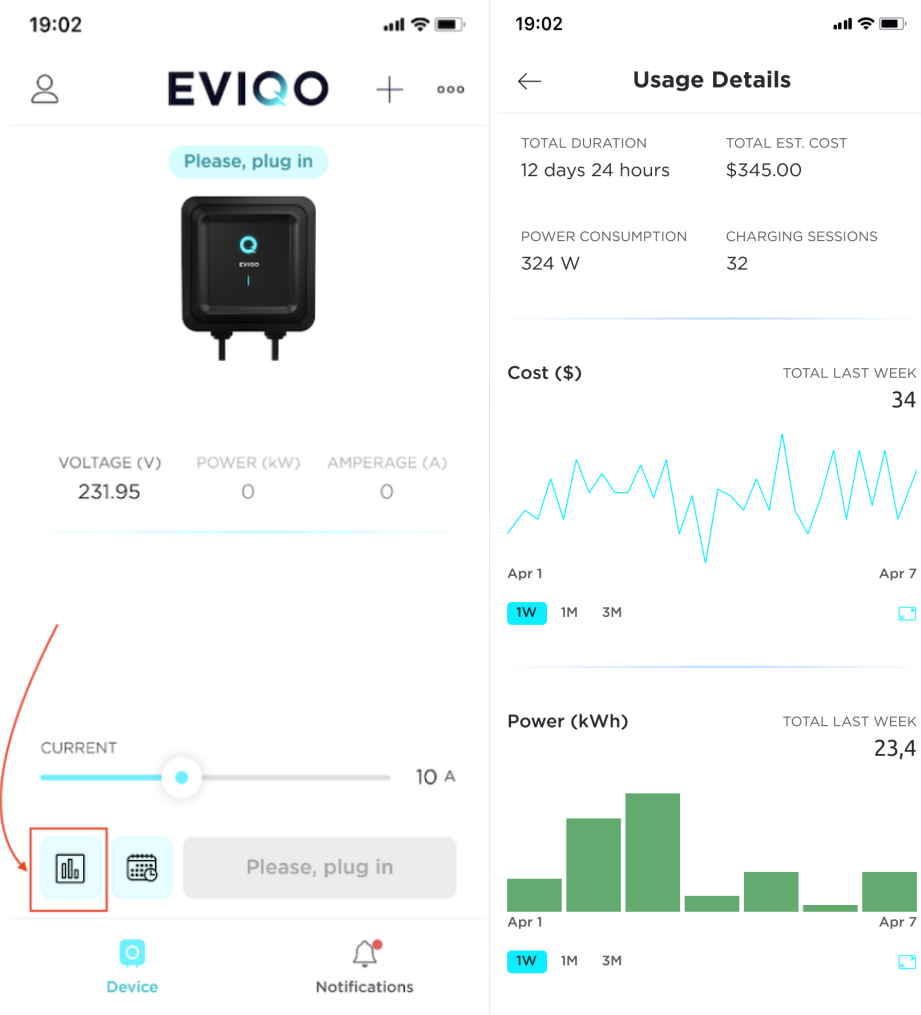 19:02
EVIQO
Please, plug in
EVIQO
VOLTAGE (V) POWER (kW) AMPERAGE (A)
231.95 0 0
CURRENT
10 A
Please, plug in
Device Notifications
19:02
Usage Details
TOTAL DURATION TOTAL EST. COST
12 days 24 hours $345.00
POWER CONSUMPTION CHARGING SESSIONS
324 W 32
Cost ($) TOTAL LAST WEEK
34
Apr 1 Apr 7
1W 1M 3M
Power (kWh) TOTAL LAST WEEK
23,4
Apr 1 Apr 7
1W 1M 3M